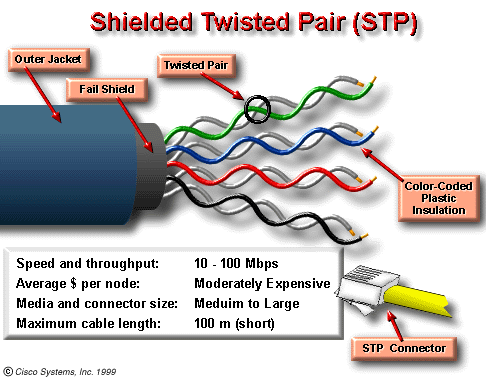 Shielded Twisted Pair (STP)
Outer Jacket
Fail Shield
Twisted Pair
Color-Coded
Plastic
Insulation
Speed and throughput: 10 - 100 Mbps
Average $ per node: Moderately Expensive
Media and connector size: Meduim to Large
Maximum cable length: 100 m (short)
STP Connector
© Cisco Systems, Inc. 1999